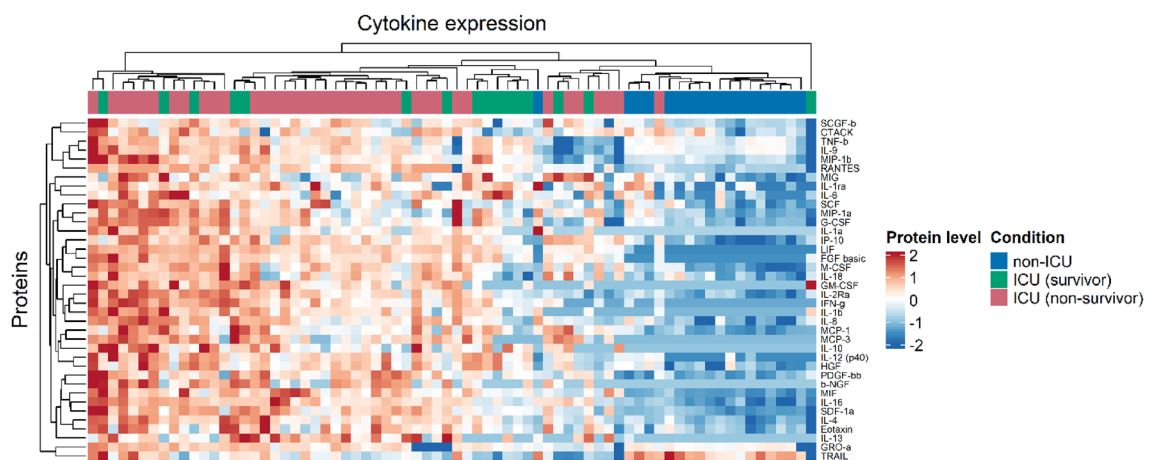 Cytokine expression
Proteins
SCGF-b
CTACK
TNF-b
IL-9
MIP-1b
RANTES
MIG
IL-1ra
IL-6
SCF
MIP-1a
G-CSF
IL-1a
IP-10
LIF
FGF basic
M-CSF
IL-18
GM-CSF
IL-2Ra
IFN-g
IL-1b
IL-8
MCP-1
MCP-3
IL-10
IL-12 (p40)
HGF
PDGF-bb
b-NGF
MIF
IL-16
SDF-1a
IL-4
Eotaxin
IL-13
GRO-a
TRAIL
Protein level
2
1
0
-1
-2
Condition
non-ICU
ICU (survivor)
ICU (non-survivor)